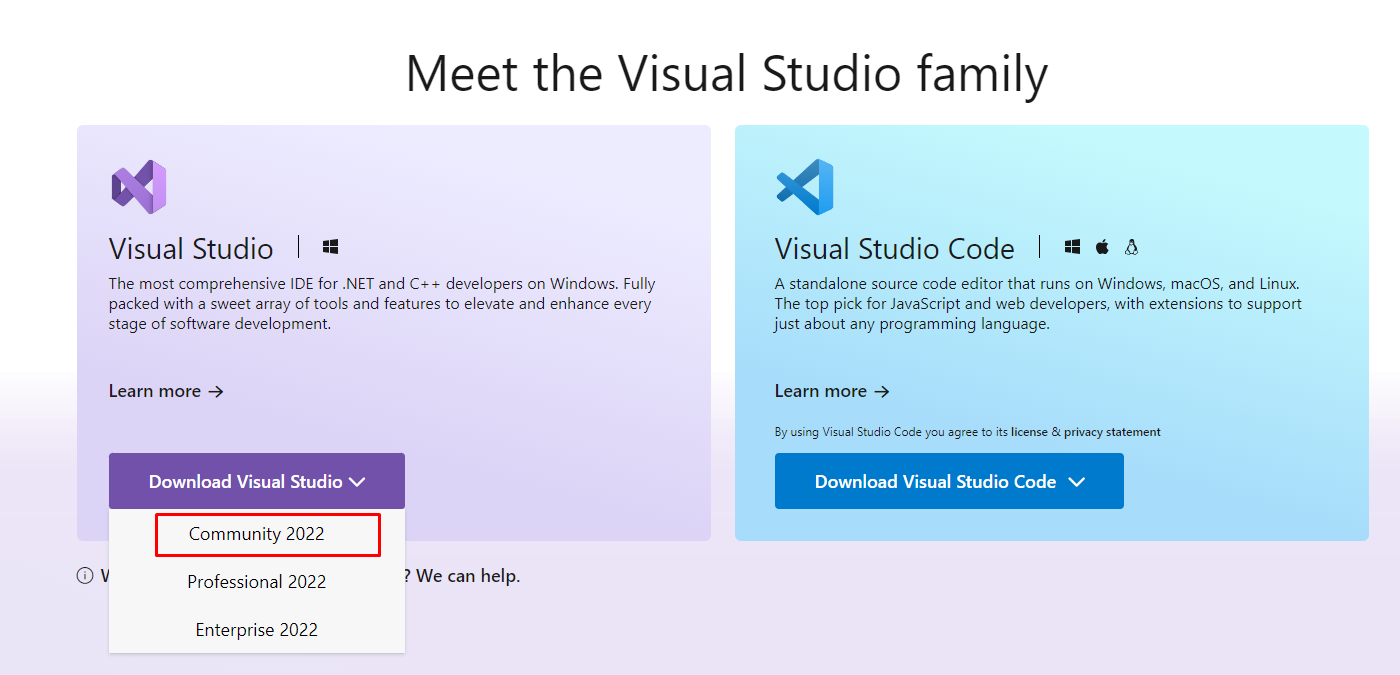 Meet the Visual Studio family
Visual Studio
The most comprehensive IDE for .NET and C++ developers on Windows. Fully
packed with a sweet array of tools and features to elevate and enhance every
stage of software development.
Learn more →
Download Visual Studio
Community 2022
Professional 2022
Enterprise 2022
Visual Studio Code
A standalone source code editor that runs on Windows, macOS, and Linux.
The top pick for JavaScript and web developers, with extensions to support
just about any programming language.
Learn more →
By using Visual Studio Code you agree to its license & privacy statement
Download Visual Studio Code
? We can help.